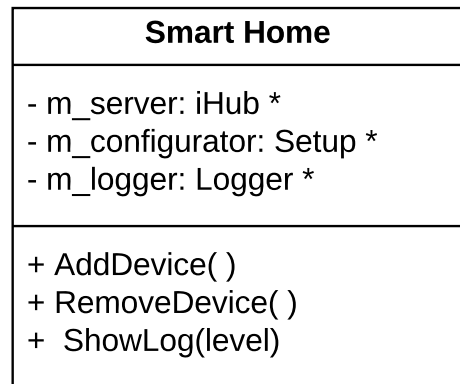 Smart Home
- m_server: iHub *
- m_configurator: Setup *
- m_logger: Logger *
+ AddDevice( )
+ RemoveDevice( )
+  ShowLog(level)